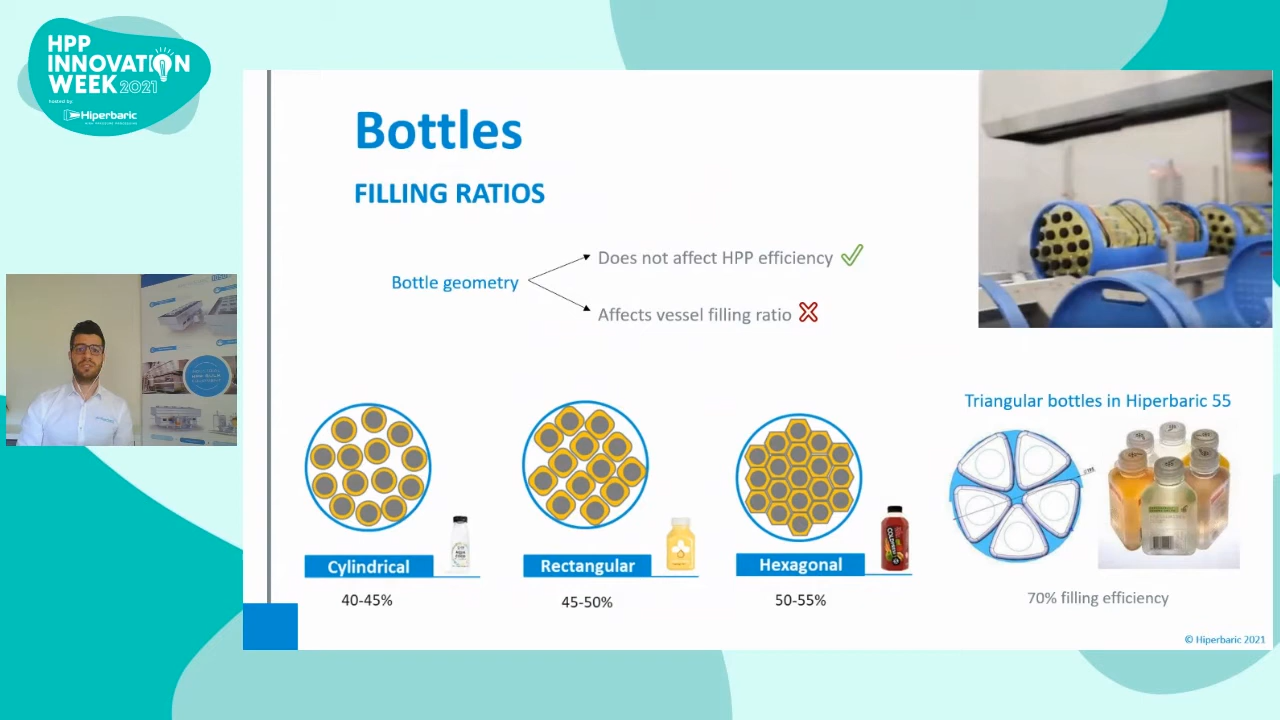 HPP
INNOVATION
WEEK 2021
hosted by
Hiperbaric
Bottles
FILLING RATIOS
Bottle geometry
Does not affect HPP efficiency
Affects vessel filling ratio
Triangular bottles in Hiperbaric 55
Cylindrical
Rectangular
Hexagonal
40-45%
45-50%
50-55%
70% filling efficiency
© Hiperbaric 2021